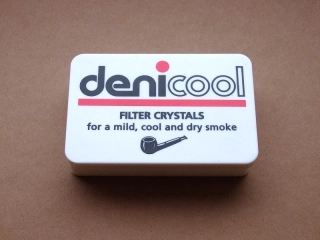 denicool
FILTER CRYSTALS
for a mild, cool and dry smoke